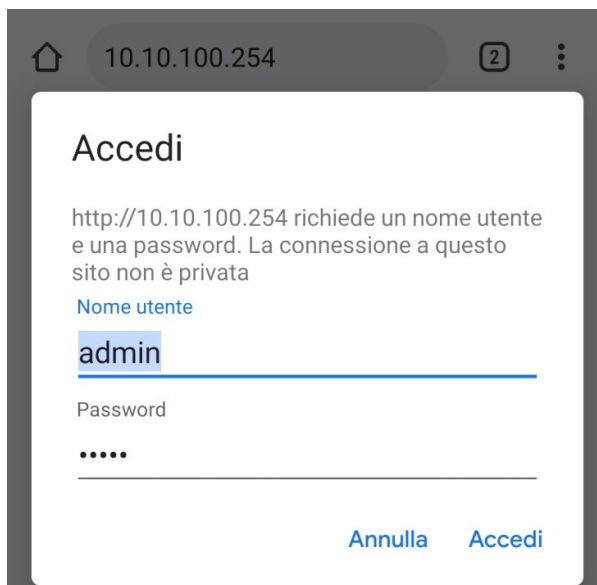 10.10.100.254
2
Accedi
http://10.10.100.254 richiede un nome utente
e una password. La connessione a questo
sito non è privata
Nome utente
admin
Password
•••••
Annulla Accedi